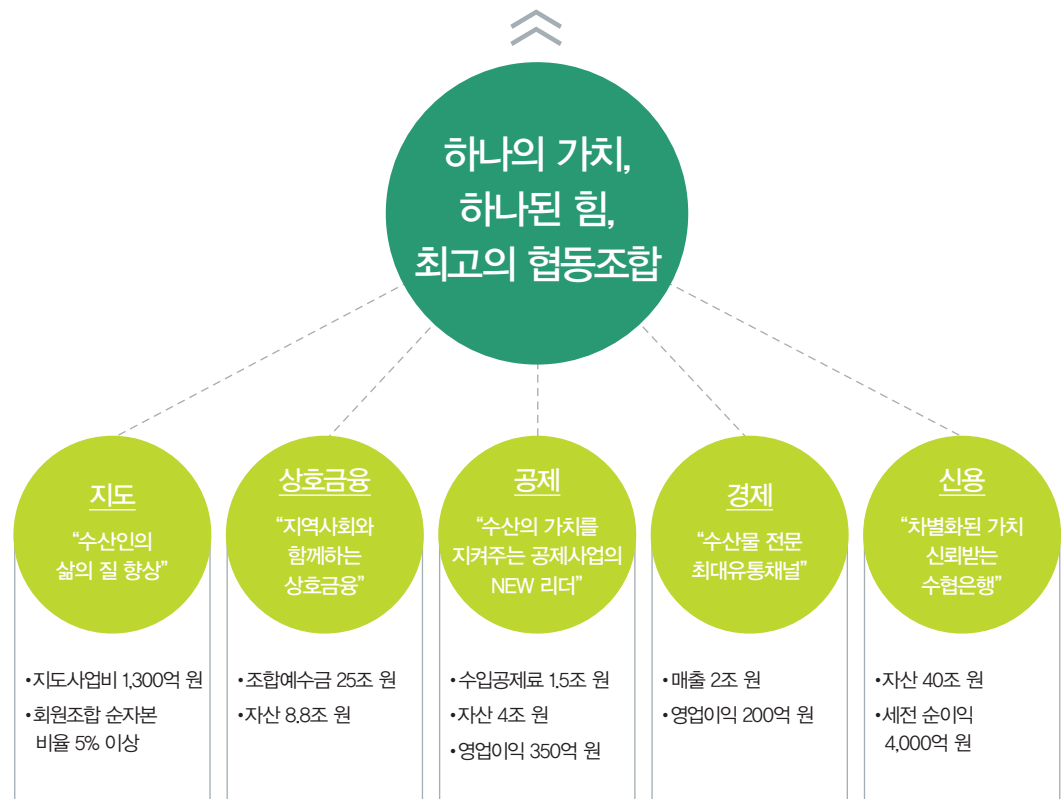 하나의 가치,
하나된 힘,
최고의 협동조합
지도
“수산인의
삶의 질 향상”
•지도사업비 1,300억 원
•회원조합 순자본
비율 5% 이상
상호금융
“지역사회와
함께하는
상호금융”
•조합예수금 25조 원
•자산 8.8조 원
공제
“수산의 가치를
지켜주는 공제사업의
NEW 리더”
•수입공제료 1.5조 원
•자산 4조 원
•영업이익 350억 원
경제
“수산물 전문
최대유통채널”
•매출 2조 원
•영업이익 200억 원
신용
“차별화된 가치
신뢰받는
수협은행”
•자산 40조 원
•세전 순이익
4,000억 원